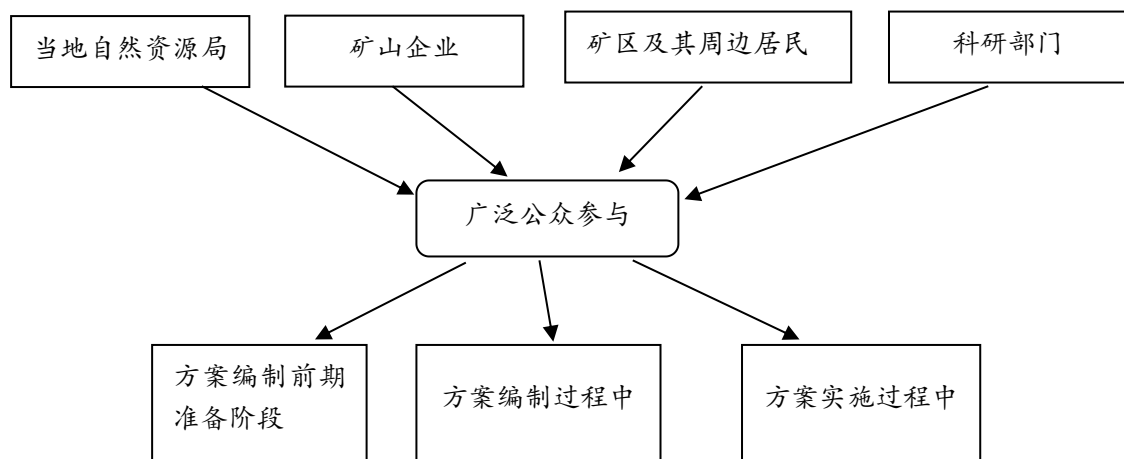 当地自然资源局
矿山企业
矿区及其周边居民
科研部门
广泛公众参与
方案编制前期
准备阶段
方案编制过程中
方案实施过程中